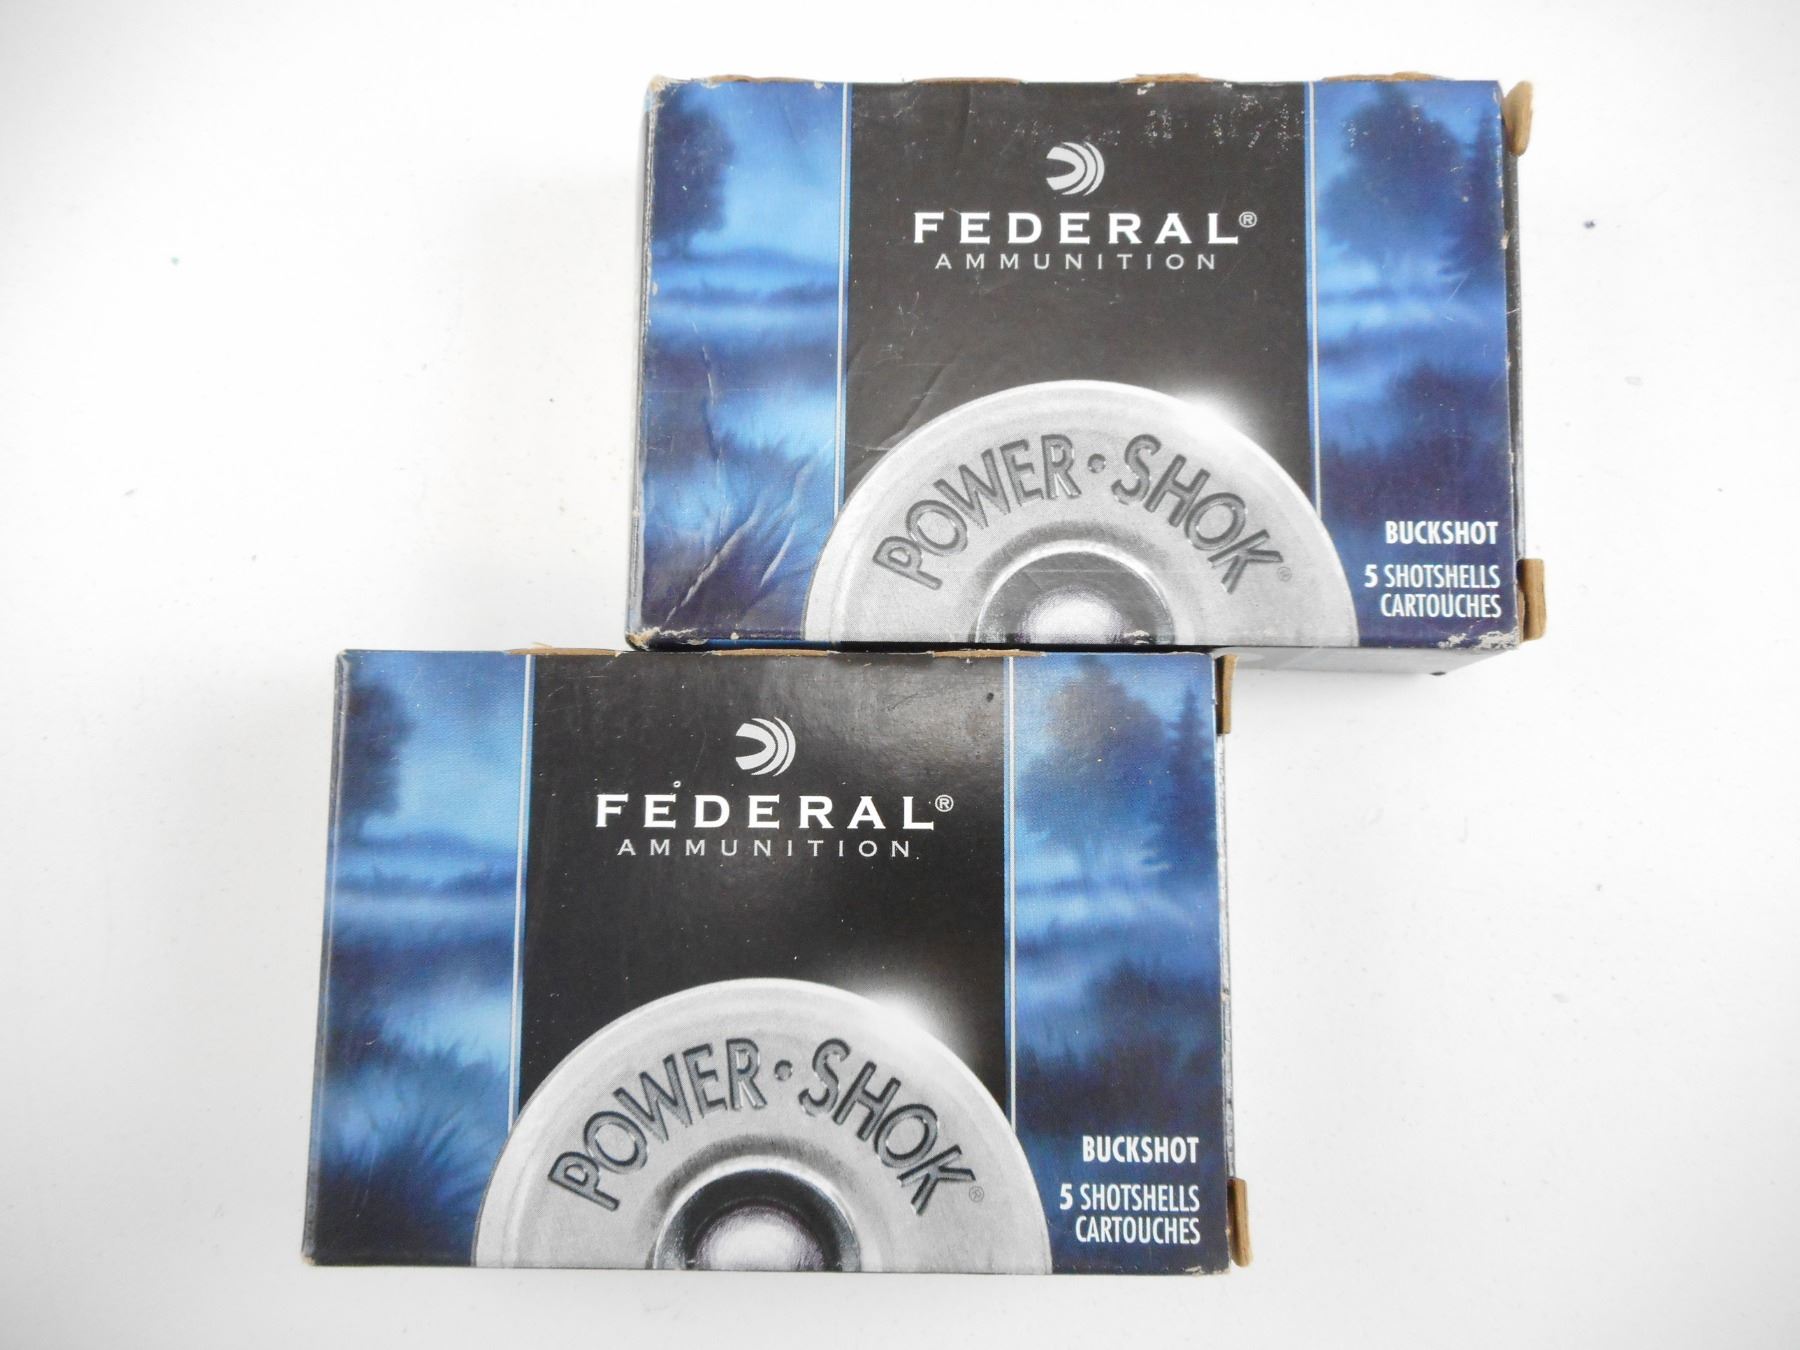 FEDERAL®
AMMUNITION
POWER·SHOK®
BUCKSHOT
5 SHOTSHELLS
CARTOUCHES
FEDERAL®
AMMUNITION
POWER·SHOK®
BUCKSHOT
5 SHOTSHELLS
CARTOUCHES